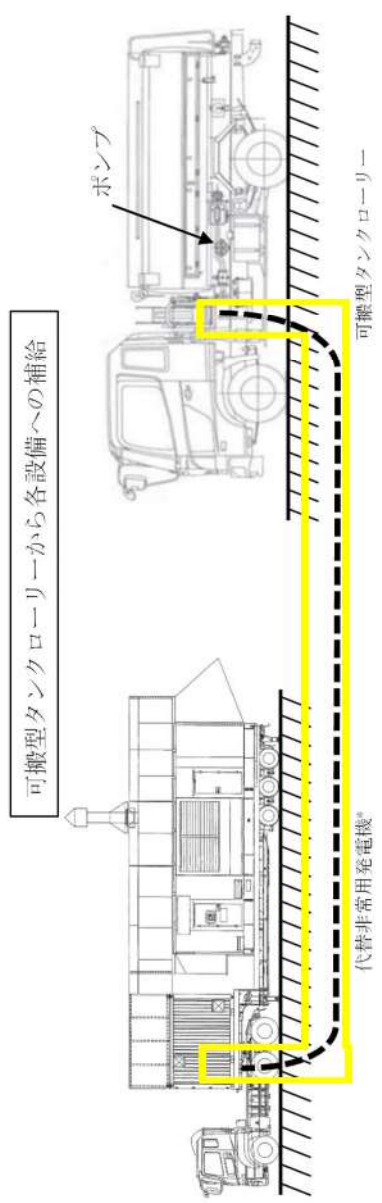 可搬型タンクローリーから各設備への補給
ポンプ
代替非常用発電機※
可搬型タンクローリー